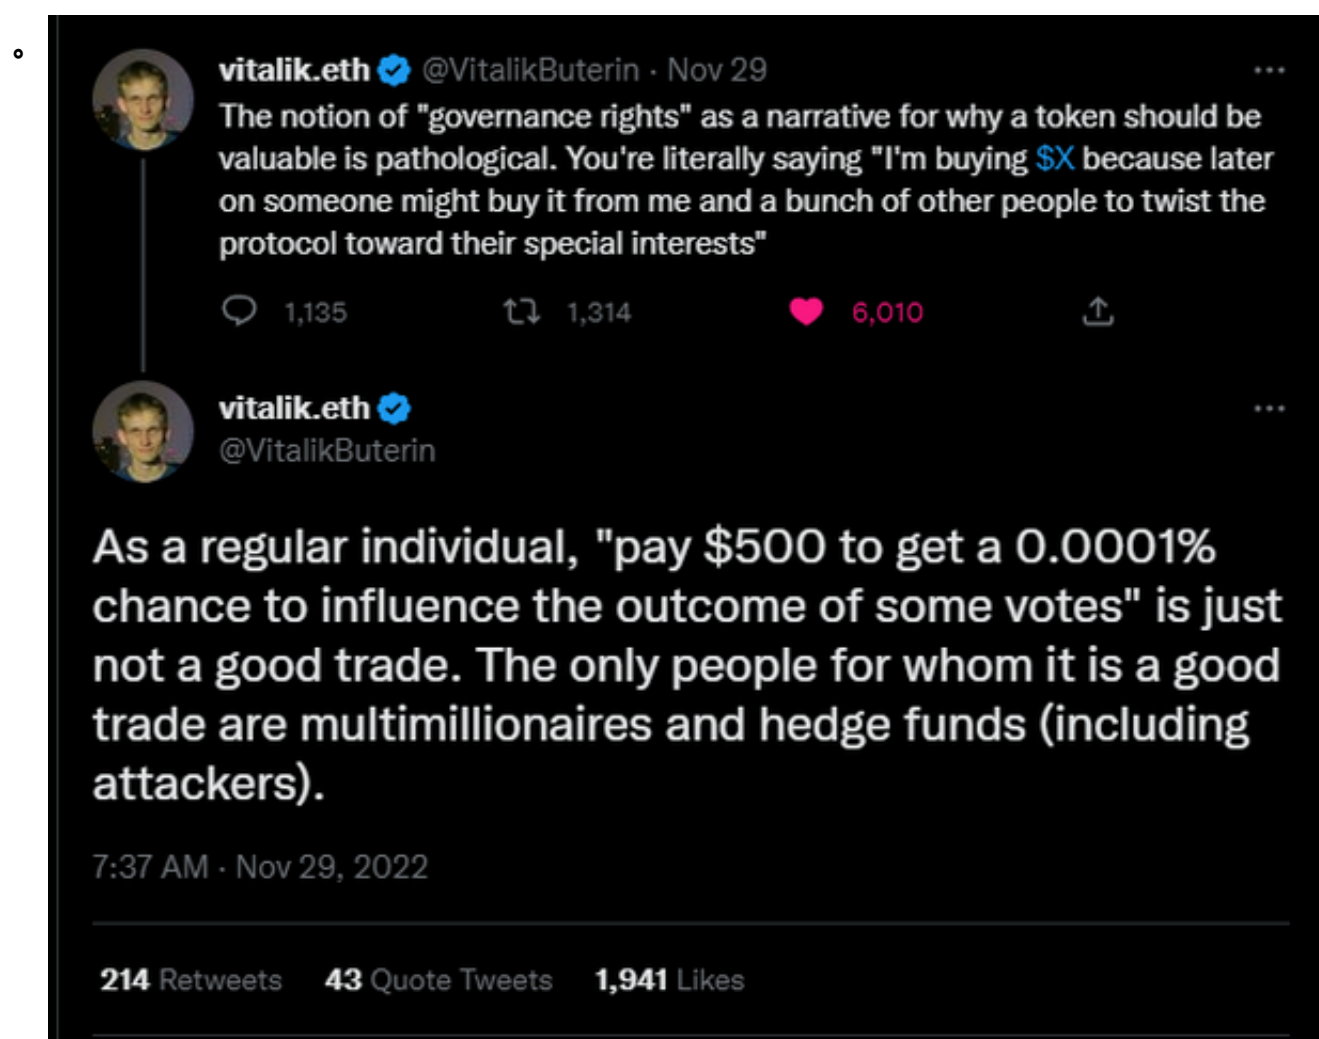 vitalik.eth @VitalikButerin · Nov 29
The notion of "governance rights" as a narrative for why a token should be
valuable is pathological. You're literally saying "I'm buying $X because later
on someone might buy it from me and a bunch of other people to twist the
protocol toward their special interests"
1,135 1,314 6,010
vitalik.eth
@VitalikButerin
As a regular individual, "pay $500 to get a 0.0001%
chance to influence the outcome of some votes" is just
not a good trade. The only people for whom it is a good
trade are multimillionaires and hedge funds (including
attackers).
7:37 AM · Nov 29, 2022
214 Retweets 43 Quote Tweets 1,941 Likes